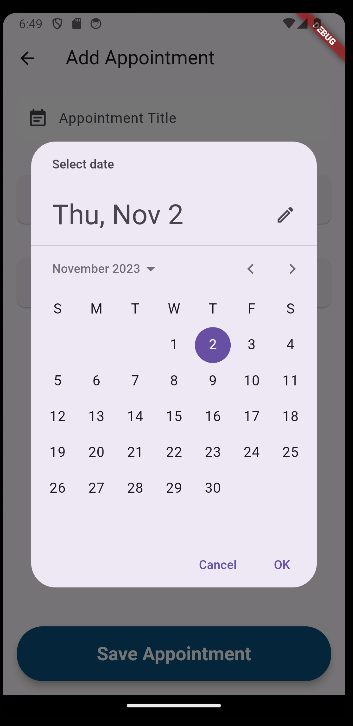 6:49
DEBUG
Add Appointment
Appointment Title
Select date
Thu, Nov 2
November 2023
S M T W T F S
1 2 3 4
5 6 7 8 9 10 11
12 13 14 15 16 17 18
19 20 21 22 23 24 25
26 27 28 29 30
Cancel OK
Save Appointment